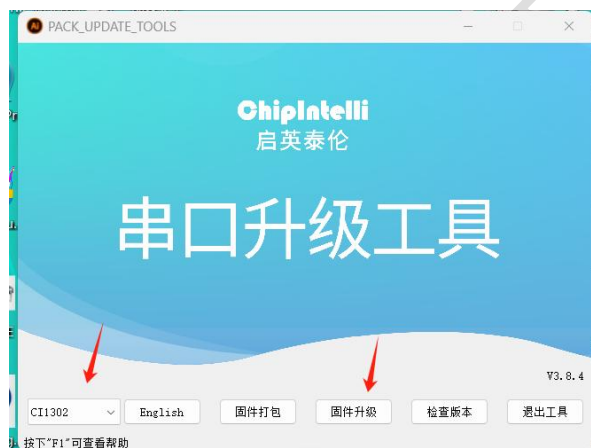 PACK_UPDATE_TOOLS
ChipIntelli
启英泰伦
串口升级工具
V3.8.4
CI1302 English 固件打包 固件升级 检查版本 退出工具
按下"F1"可查看帮助